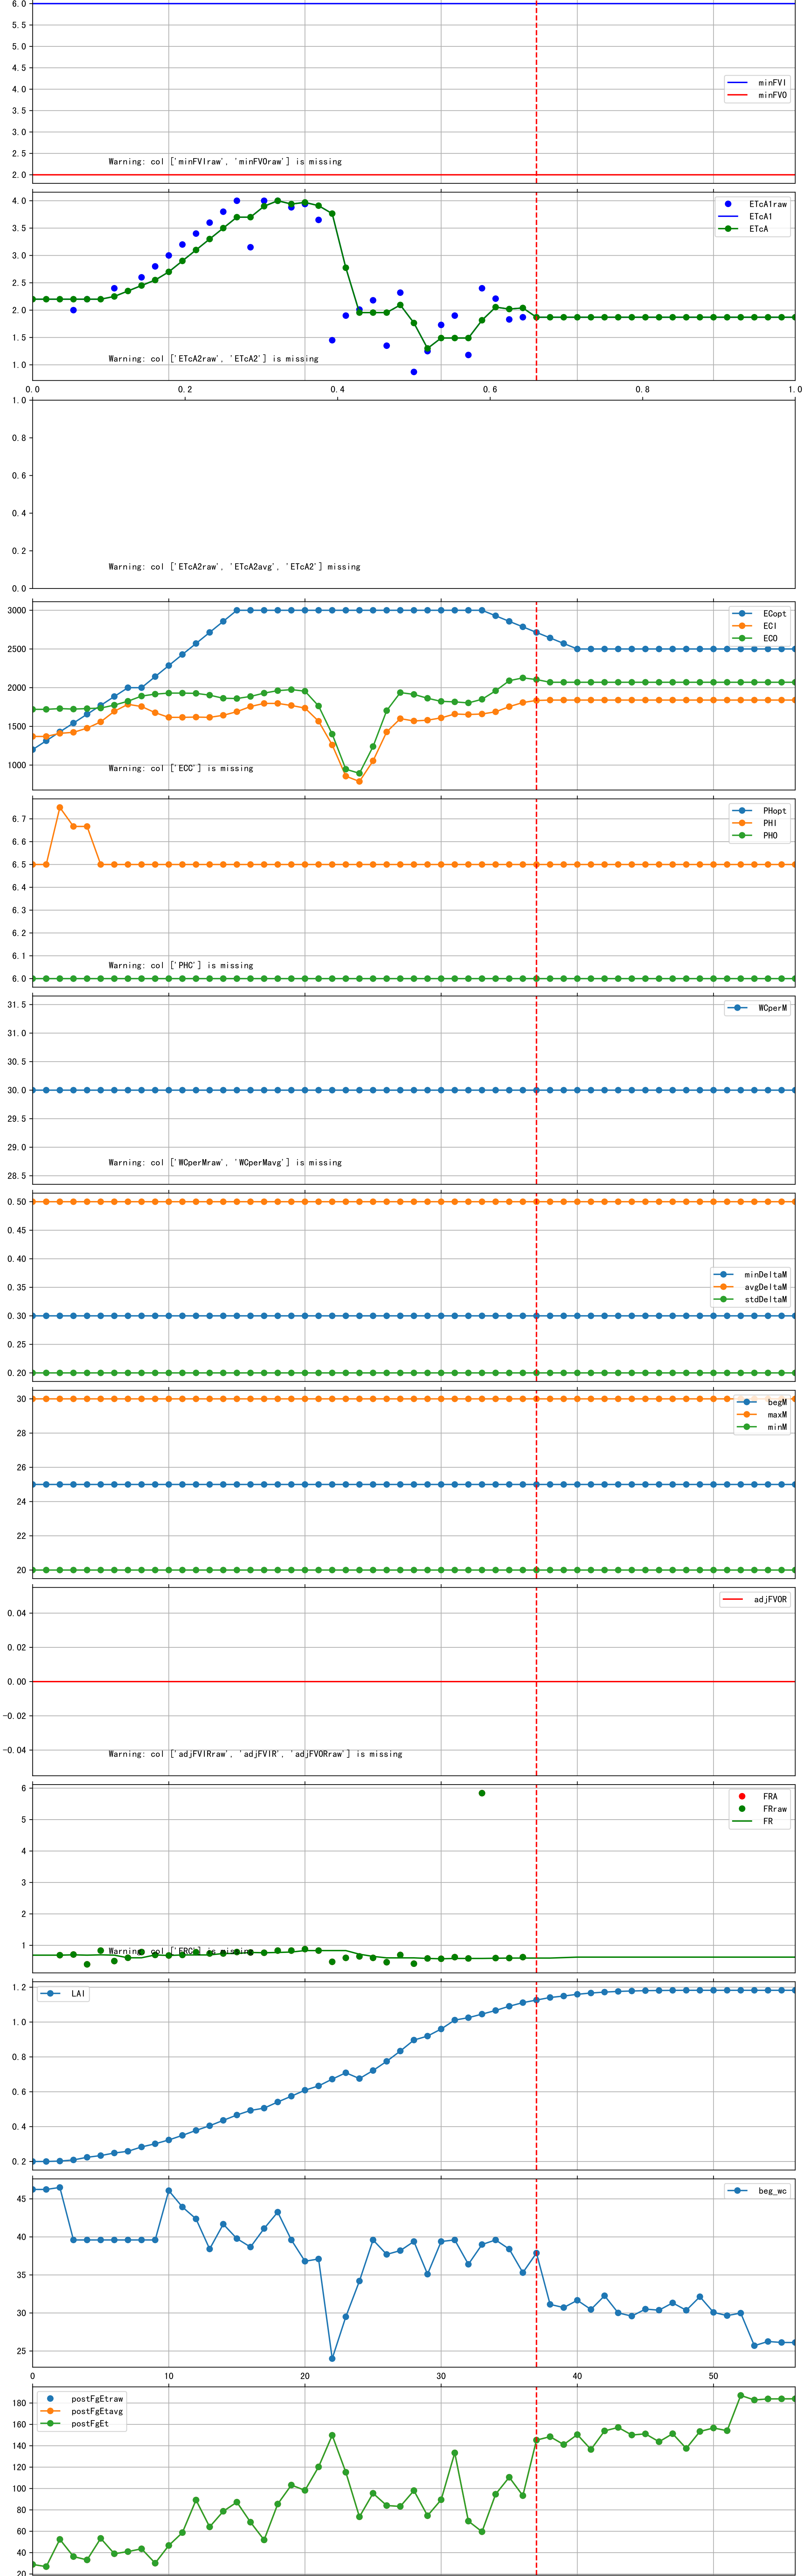 6.0
5.5
5.0
4.5
4.0
3.5
3.0
2.5
2.0
minFVI
minFVO
Warning: col ['minFVIraw', 'minFVOraw'] is missing
4.0
3.5
3.0
2.5
2.0
1.5
1.0
ETcA1raw
ETcA1
ETcA
Warning: col ['ETcA2raw', 'ETcA2'] is missing
0.0 0.2 0.4 0.6 0.8 1.0
1.0
0.8
0.6
0.4
0.2
0.0
Warning: col ['ETcA2raw', 'ETcA2avg', 'ETcA2'] missing
3000
2500
2000
1500
1000
ECopt
ECI
ECO
Warning: col ['ECC'] is missing
6.7
6.6
6.5
6.4
6.3
6.2
6.1
6.0
PHopt
PHI
PHO
Warning: col ['PHC'] is missing
31.5
31.0
30.5
30.0
29.5
29.0
28.5
WCperM
Warning: col ['WCperMraw', 'WCperMavg'] is missing
0.50
0.45
0.40
0.35
0.30
0.25
0.20
minDeltaM
avgDeltaM
stdDeltaM
30
28
26
24
22
20
begM
maxM
minM
0.04
0.02
0.00
-0.02
-0.04
adjFVOR
Warning: col ['adjFVIRraw', 'adjFVIR', 'adjFVORraw'] is missing
6
5
4
3
2
1
FRA
FRraw
FR
Warning: col ['FRCh'] is missing
1.2
1.0
0.8
0.6
0.4
0.2
LAI
45
40
35
30
25
beg_wc
0 10 20 30 40 50
180
160
140
120
100
80
60
40
20
postFgEtraw
postFgEtavg
postFgEt